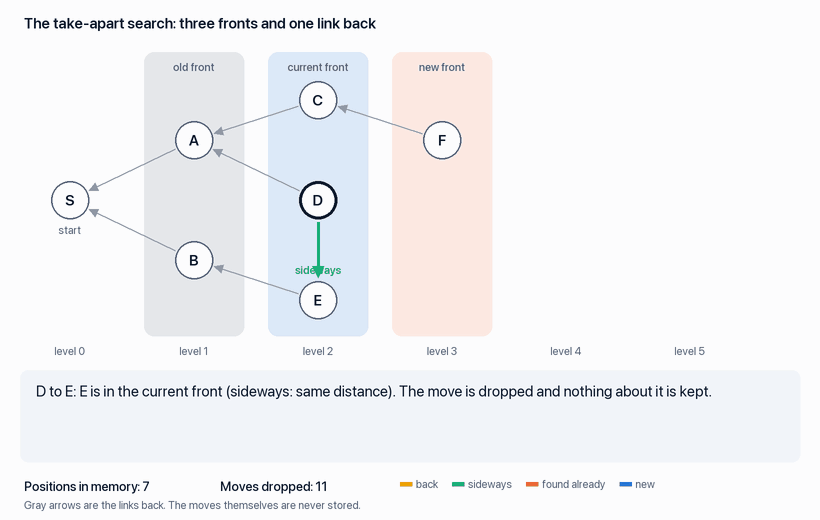 The take-apart search: three fronts and one link back
old front
current front
new front
C
A
F
S
D
start
B
sideways
E
level 0
level 1
level 2
level 3
level 4
level 5
D to E: E is in the current front (sideways: same distance). The move is dropped and nothing about it is kept.
Positions in memory: 7
Moves dropped: 11
back
sideways
found already
new
Gray arrows are the links back. The moves themselves are never stored.